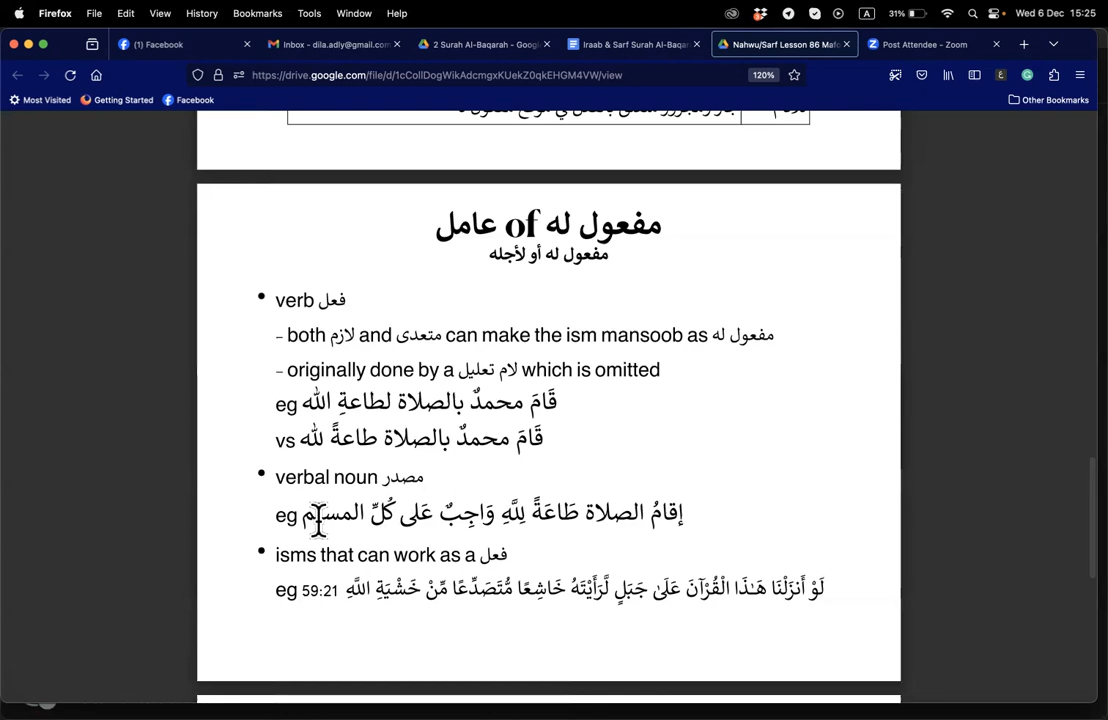 Firefox File Edit View History Bookmarks Tools Window Help A 31% Wed 6 Dec 15:25
(1) Facebook Inbox - dila.adly@gmail.com 2 Surah Al-Baqarah - Goog Iraab & Sarf Surah Al-Baqar Nahwu/Sarf Lesson 86 Maf Post Attendee - Zoom
https://drive.google.com/file/d/1cCollDogWikAdcmgxKUekZ0qkEHGM4VW/view 120%
Most Visited Getting Started Facebook Other Bookmarks
مفعول له of عامل
مفعول له أو لأجله
• verb فعل
– both لازم and متعدى can make the ism mansoob as مفعول له
– originally done by a لام تعليل which is omitted
eg قَامَ محمدٌ بالصلاة لطاعةِ الله
vs قَامَ محمدٌ بالصلاة طاعةً لله
• verbal noun مصدر
eg إقامُ الصلاة طَاعَةً لِلَّهِ وَاجِبٌ عَلى كُلِّ المسلم
• isms that can work as a فعل
eg 59:21 لَوْ أَنزَلْنَا هَـٰذَا الْقُرْآنَ عَلَىٰ جَبَلٍ لَّرَأَيْتَهُ خَاشِعًا مُّتَصَدِّعًا مِّنْ خَشْيَةِ اللَّهِ